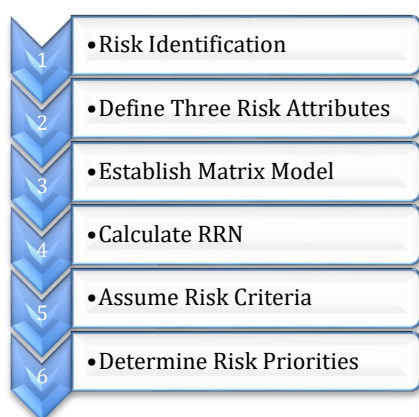 1
•Risk Identification
2
•Define Three Risk Attributes
3
•Establish Matrix Model
4
•Calculate RRN
5
•Assume Risk Criteria
6
•Determine Risk Priorities